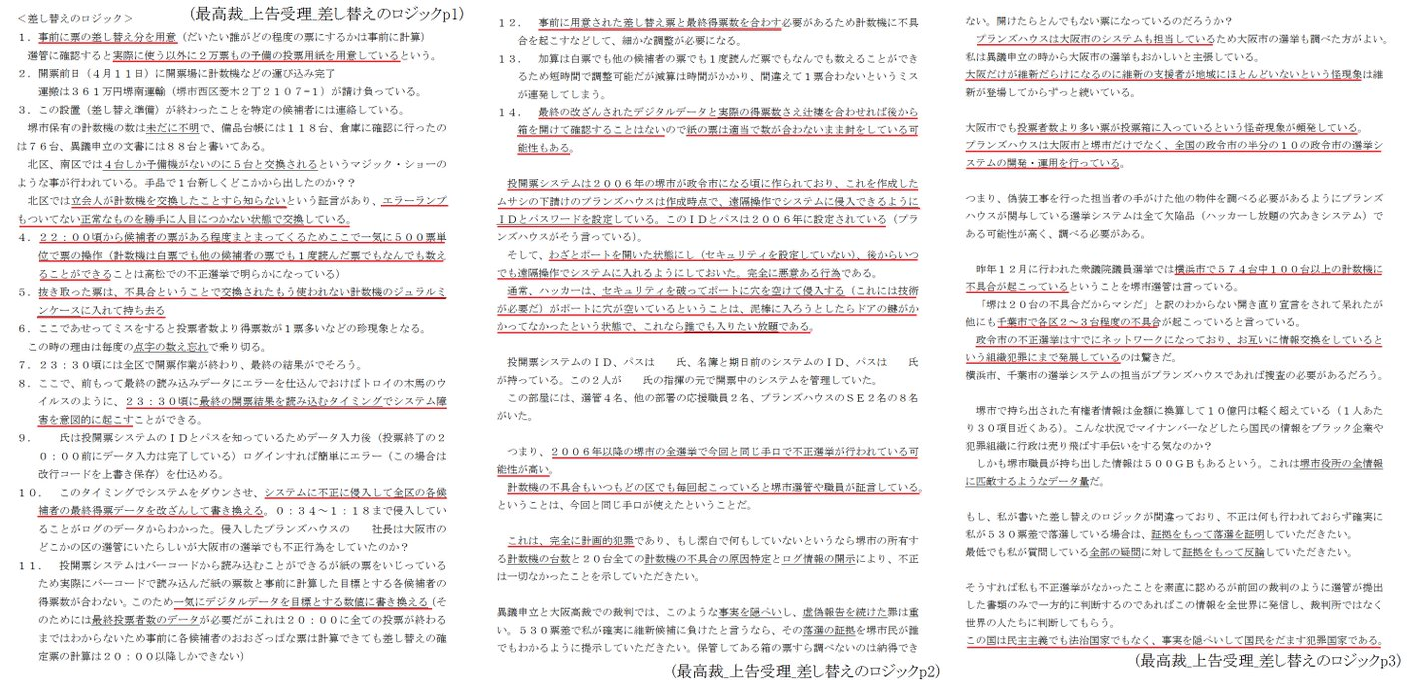 (最高裁_上告受理_差し替えのロジックp1)
＜差し替えのロジック＞
１．事前に票の差し替え分を用意（だいたい誰がどの程度の票にするかは事前に計算）
選管に確認すると実際に使う以外に２万票もの予備の投票用紙を用意しているという。
２．開票前日（４月１１日）に開票場に計数機などの運び込み完了
運搬は３６１万円堺南運輸（堺市西区菱木２丁２１０７－１）が請け負っている。
３．この設置（差し替え準備）が終わったことを特定の候補者には連絡している。
堺市保有の計数機の数は未だに不明で、備品台帳には１１８台、倉庫に確認に行ったの
は７６台、異議申立の文書には８８台と書いてある。
北区、南区では４台しか予備機がないのに５台と交換されるというマジック・ショーの
ような事が行われている。手品で１台新しくどこかから出したのか？？
北区では立会人が計数機を交換したことすら知らないという証言があり、エラーランプ
もついてない正常なものを勝手に人目につかない状態で交換している。
４．２２：００頃から候補者の票がある程度まとまってくるためここで一気に５００票単
位で票の操作（計数機は白票でも他の候補者の票でも１度読んだ票でもなんでも数え
ることができることは高松での不正選挙で明らかになっている）
５．抜き取った票は、不具合ということで交換されたもう使われない計数機のジュラルミ
ンケースに入れて持ち去る
６．ここであせってミスをすると投票者数より得票数が１票多いなどの珍現象となる。
この時の理由は毎度の点字の数え忘れで乗り切る。
７．２３：３０頃には全区で開票作業が終わり、最終の結果がでそろう。
８．ここで、前もって最終の読み込みデータにエラーを仕込んでおけばトロイの木馬のウ
イルスのように、２３：３０頃に最終の開票結果を読み込むタイミングでシステム障
害を意図的に起こすことができる。
９．　　氏は投開票システムのＩＤとパスを知っているためデータ入力後（投票終了の２
０：００前にデータ入力は完了している）ログインすれば簡単にエラー（この場合は
改行コードを上書き保存）を仕込める。
１０．　このタイミングでシステムをダウンさせ、システムに不正に侵入して全区の各候
補者の最終得票データを改ざんして書き換える。０：３４～１：１８まで侵入してい
ることがログのデータからわかった。侵入したブランズハウスの　　社長は大阪市の
どこかの区の選管にいたらしいが大阪市の選挙でも不正行為をしていたのか？
１１．　投開票システムはバーコードから読み込むことができるが紙の票をいじってい
るため実際にバーコードで読み込んだ紙の票数と事前に計算した目標とする各候補者の
得票数が合わない。このため一気にデジタルデータを目標とする数値に書き換える（そ
のためには最終投票者数のデータが必要だがこれは２０：００に全ての投票が終わる
まではわからないため事前に各候補者のおおざっぱな票は計算できても差し替えの確
定票の計算は２０：００以降しかできない）
１２．　事前に用意された差し替え票と最終得票数を合わす必要があるため計数機に不具
合を起こすなどして、細かな調整が必要になる。
１３．　加算は白票でも他の候補者の票でも１度読んだ票でもなんでも数えることができ
るため短時間で調整可能だが減算は時間がかかり、間違えて１票合わないというミス
が連発してしまう。
１４．　最終の改ざんされたデジタルデータと実際の得票数さえ辻褄を合わせれば後から
箱を開けて確認することはないので紙の票は適当で数が合わないまま封をしている可
能性もある。
投開票システムは２００６年の堺市が政令市になる頃に作られており、これを作成した
ムサシの下請けのブランズハウスは作成時点で、遠隔操作でシステムに侵入できるように
ＩＤとパスワードを設定している。このＩＤとパスは２００６年に設定されている（ブラ
ンズハウスがそう言っている）。
そして、わざとポートを開いた状態にし（セキュリティを設定していない）、後からいつ
でも遠隔操作でシステムに入れるようにしておいた。完全に悪意ある行為である。
通常、ハッカーは、セキュリティを破ってポートに穴を空けて侵入する（これには技術
が必要だ）がポートに穴が空いているということは、泥棒に入ろうとしたらドアの鍵がか
かってなかったという状態で、これなら誰でも入りたい放題である。
投開票システムのＩＤ、パスは　　氏、名簿と期日前のシステムのＩＤ、パスは　　氏
が持っている。この２人が　　氏の指揮の元で開票中のシステムを管理していた。
この部屋には、選管４名、他の部署の応援職員２名、ブランズハウスのＳＥ２名の８名
がいた。
つまり、２００６年以降の堺市の全選挙で今回と同じ手口で不正選挙が行われている可
能性が高い。
計数機の不具合もいつもどの区でも毎回起こっていると堺市選管や職員が証言している。
ということは、今回と同じ手口が使えたということだ。
これは、完全に計画的犯罪であり、もし潔白で何もしていないというなら堺市の所有す
る計数機の台数と２０台全ての計数機の不具合の原因特定とログ情報の開示により、不正
は一切なかったことを示していただきたい。
異議申立と大阪高裁での裁判では、このような事実を隠ぺいし、虚偽報告を続けた罪は重
い。５３０票差で私が確実に維新候補に負けたと言うなら、その落選の証拠を堺市民が誰
でもわかるように提示していただきたい。保管してある箱の票すら調べないのは納得でき
(最高裁_上告受理_差し替えのロジックp2)
ない。開けたらとんでもない票になっているのだろうか？
ブランズハウスは大阪市のシステムも担当しているため大阪市の選挙も調べた方がよい。
私は異議申立の時から大阪市の選挙もおかしいと主張している。
大阪だけが維新だらけになるのに維新の支援者が地域にほとんどいないという怪現象は維
新が登場してからずっと続いている。
大阪市でも投票者数より多い票が投票箱に入っているという怪奇現象が頻発している。
ブランズハウスは大阪市と堺市だけでなく、全国の政令市の半分の１０の政令市の選挙シ
ステムの開発・運用を行っている。
つまり、偽装工事を行った担当者の手がけた他の物件を調べる必要があるようにブランズ
ハウスが関与している選挙システムは全て欠陥品（ハッカーし放題の穴あきシステム）で
ある可能性が高く、調べる必要がある。
昨年１２月に行われた衆議院議員選挙では横浜市で５７４台中１００台以上の計数機に
不具合が起こっているということを市選管は言っている。
「堺は２０台の不具合だからマシだ」と訳のわからない開き直り宣言をされて呆れたが
他にも千葉市で各区２～３台程度の不具合が起こっていると言っている。
政令市の不正選挙はすでにネットワークになっており、お互いに情報交換をしていると
いう組織犯罪にまで発展しているのは驚きだ。
横浜市、千葉市の選挙システムの担当がブランズハウスであれば捜査の必要があるだろう。
堺市で持ち出された有権者情報は金額に換算して１０億円は軽く超えている（１人あた
り３０項目近くある）。こんな状況でマイナンバーなどしたら国民の情報をブラック企業や
犯罪組織に行政は売り飛ばす手伝いをする気なのか？
しかも堺市職員が持ち出した情報は５００ＧＢもあるという。これは堺市役所の全情報
に匹敵するようなデータ量だ。
もし、私が書いた差し替えのロジックが間違っており、不正は何も行われておらず確実に
私が５３０票差で落選している場合は、証拠をもって落選を証明していただきたい。
最低でも私が質問している全部の疑問に対して証拠をもって反論していただきたい。
そうすれば私も不正選挙がなかったことを素直に認めるが前回の裁判のように選管が提出
した書類のみで一方的に判断するのであればこの情報を全世界に発信し、裁判所ではなく
世界の人たちに判断してもらう。
この国は民主主義でも法治国家でもなく、事実を隠ぺいして国民をだます犯罪国家である。
(最高裁_上告受理_差し替えのロジックp3)